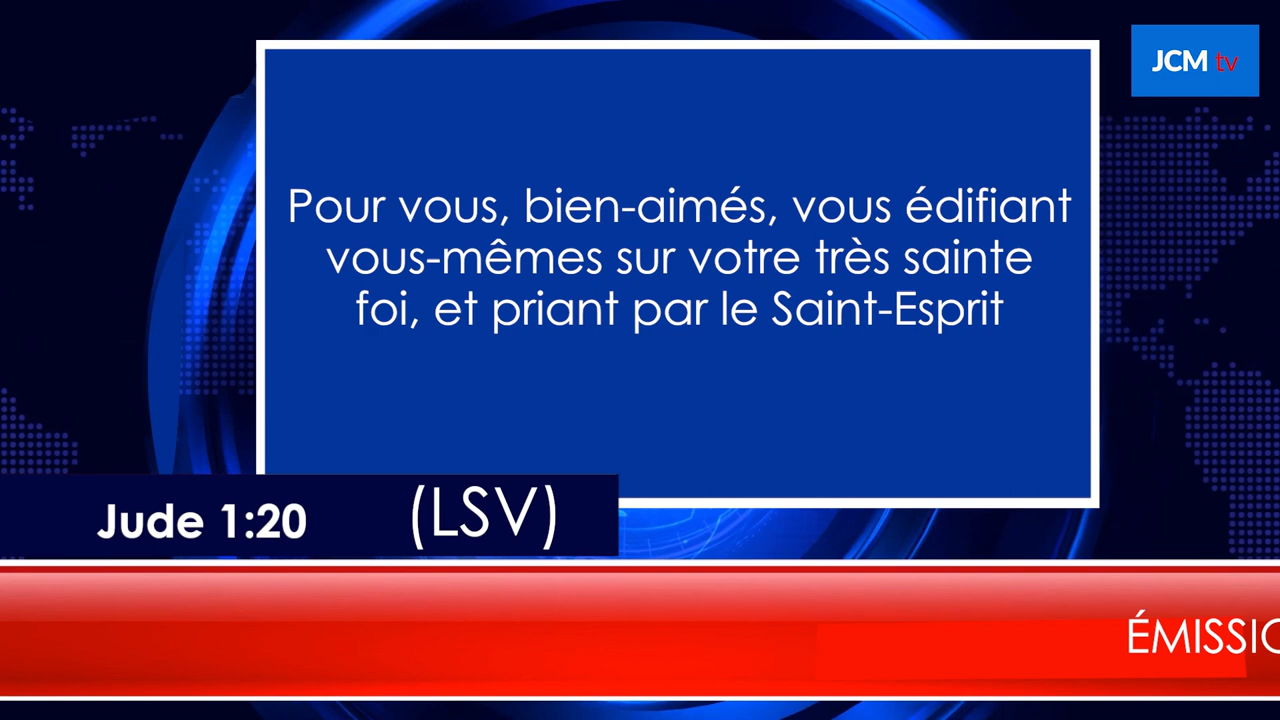 JCM tv
Pour vous, bien-aimés, vous édifiant
vous-mêmes sur votre très sainte
foi, et priant par le Saint-Esprit
Jude 1:20 (LSV)